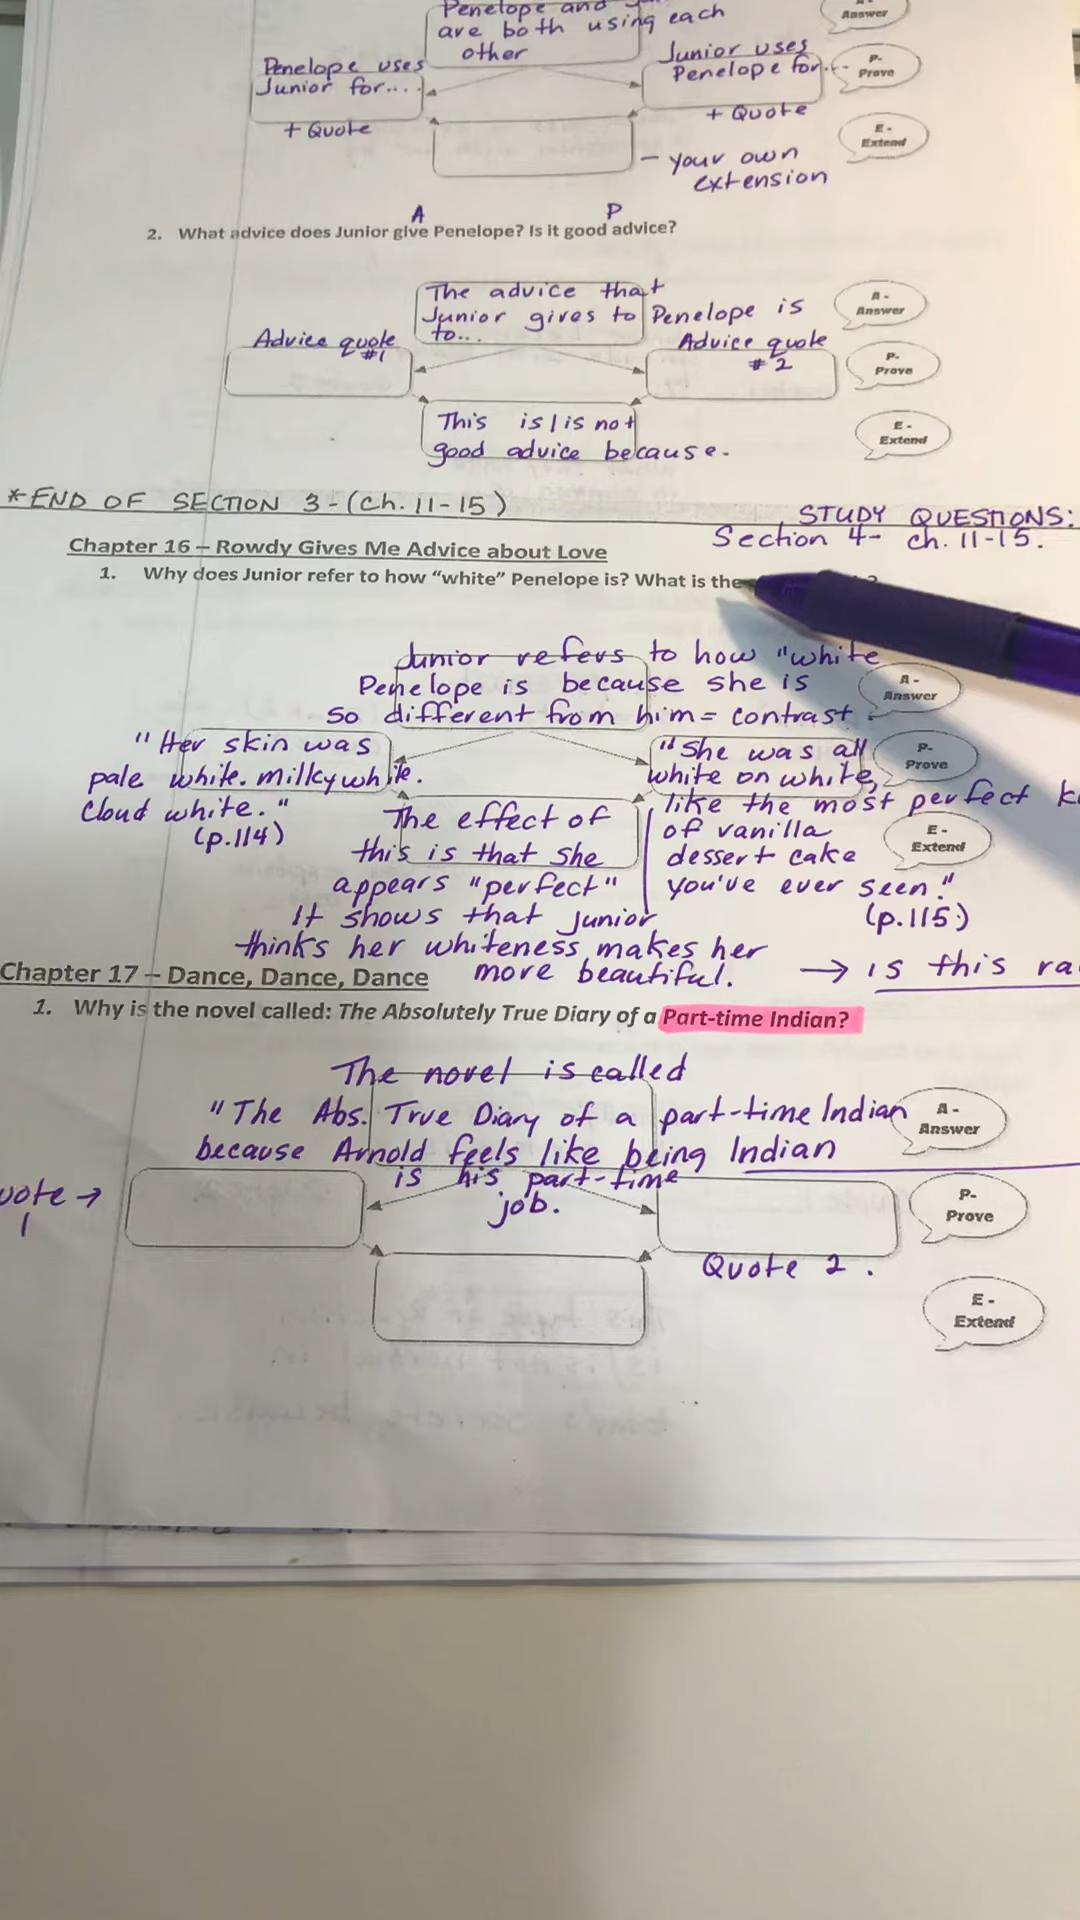 Penelope and
are both using each
other
Answer
Penelope uses
Junior for....
Junior uses
Penelope for...
P-
Prove
+ Quote
+ Quote
E-
Extend
- your own
extension
A P
2. What advice does Junior give Penelope? Is it good advice?
The advice that
Junior gives to Penelope is
to...
A-
Answer
Advice quote
#1
Advice quote
#2
P-
Prove
This is/is not
good advice because.
E-
Extend
*END OF SECTION 3-(Ch. 11-15)
STUDY QUESTIONS:
Section 4- ch. 11-15.
Chapter 16 – Rowdy Gives Me Advice about Love
1. Why does Junior refer to how “white” Penelope is? What is the
Junior refers to how "white
Penelope is because she is
so different from him = contrast.
A-
Answer
"Her skin was
pale white. milky white.
Cloud white."
(p.114)
"She was all
white on white,
like the most perfect
of vanilla
dessert cake
you've ever seen."
(p.115)
P-
Prove
The effect of
this is that she
appears "perfect"
It shows that Junior
thinks her whiteness makes her
more beautiful.
E-
Extend
→ is this
Chapter 17 – Dance, Dance, Dance
1. Why is the novel called: The Absolutely True Diary of a Part-time Indian?
The novel is called
"The Abs. True Diary of a part-time Indian
because Arnold feels like being Indian
is his part-time
job.
A-
Answer
1
Quote 2.
P-
Prove
E-
Extend